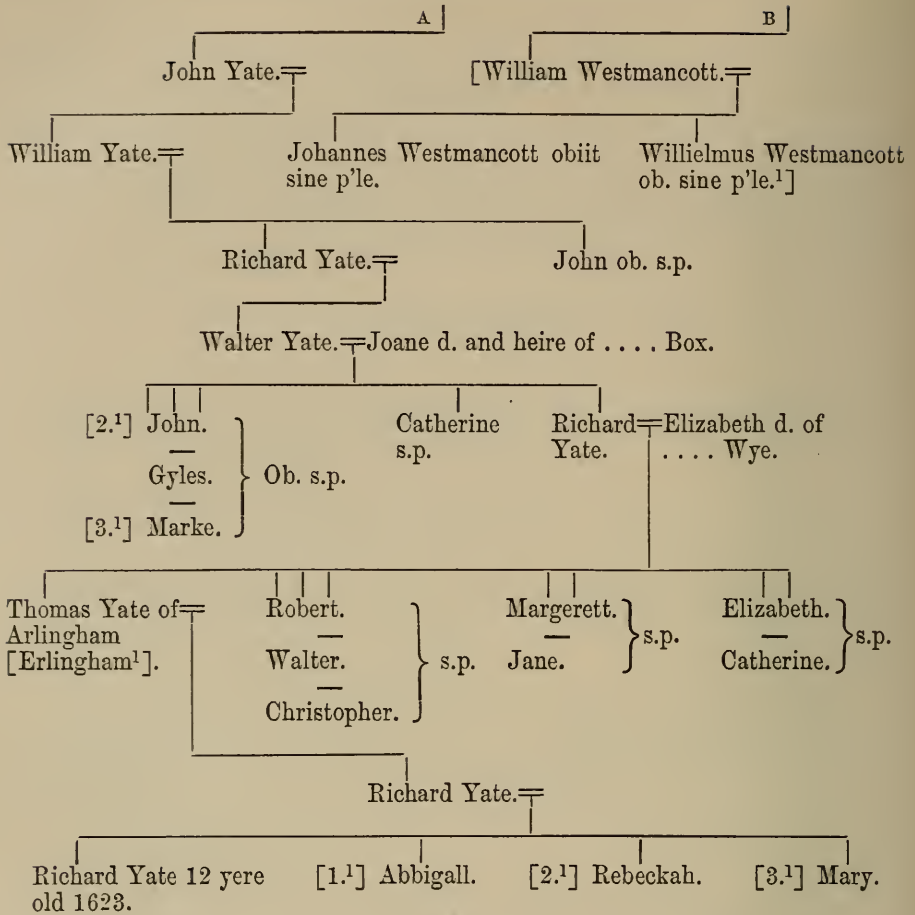 A B
John Yate. [William Westmancott.
William Yate. Johannes Westmancott obiit Willielmus Westmancott
sine p'le. ob. sine p'le.¹]
Richard Yate. John ob. s.p.
Walter Yate. Joane d. and heire of .... Box.
[2.¹] John. Catherine Richard Elizabeth d. of
s.p. Yate. .... Wye.
Gyles. Ob. s.p.
[3.¹] Marke.
Thomas Yate of Robert. Margerett. Elizabeth.
Arlingham s.p. s.p.
[Erlingham¹]. Walter. s.p. Jane. Catherine.
Christopher.
Richard Yate.
Richard Yate 12 yere [1.¹] Abbigall. [2.¹] Rebeckah. [3.¹] Mary.
old 1623.